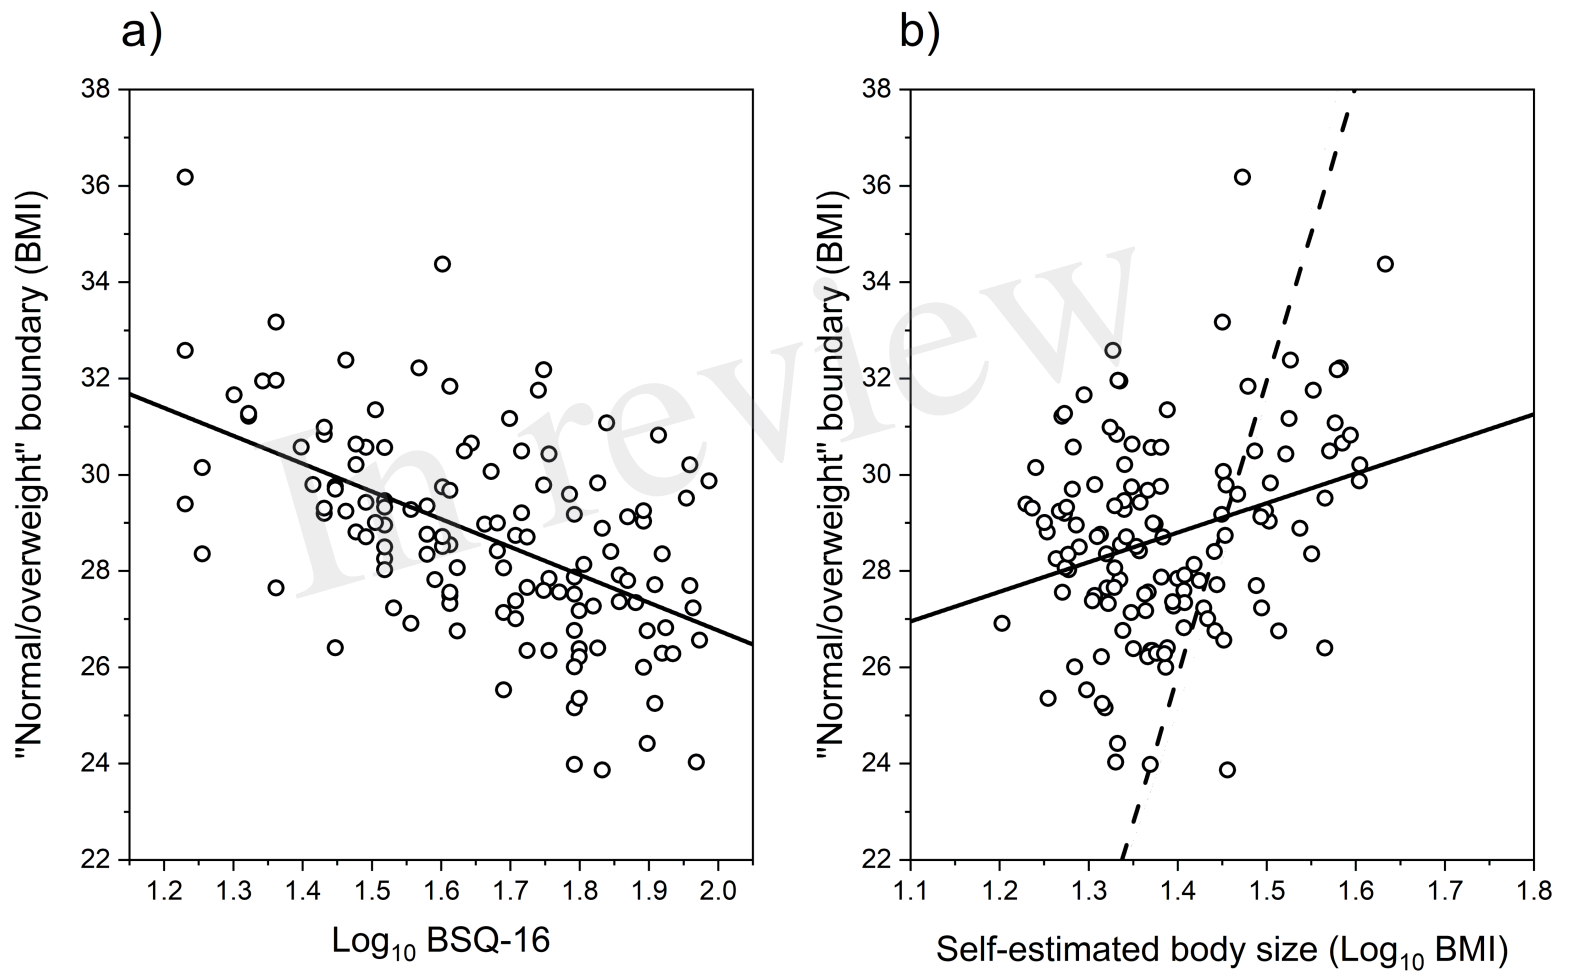 a)
"Normal/overweight" boundary (BMI)
38
36
34
32
30
28
26
24
22
1.2 1.3 1.4 1.5 1.6 1.7 1.8 1.9 2.0
Log10 BSQ-16
b)
"Normal/overweight" boundary (BMI)
38
36
34
32
30
28
26
24
22
1.1 1.2 1.3 1.4 1.5 1.6 1.7 1.8
Self-estimated body size (Log10 BMI)
In review